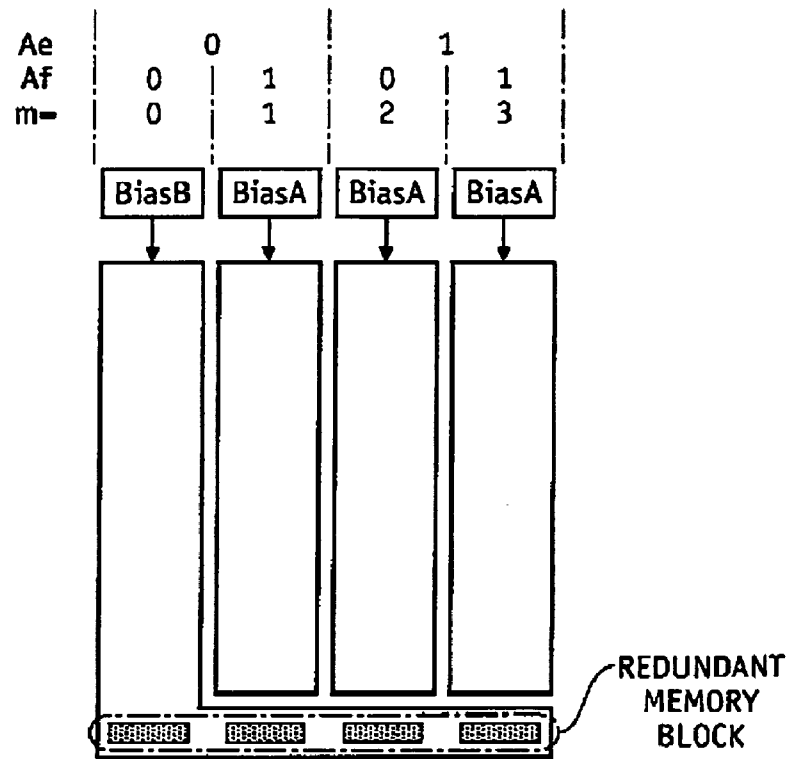 Ae 0 1
Af 0 1 0 1
m= 0 1 2 3
BiasB BiasA BiasA BiasA
REDUNDANT
MEMORY
BLOCK